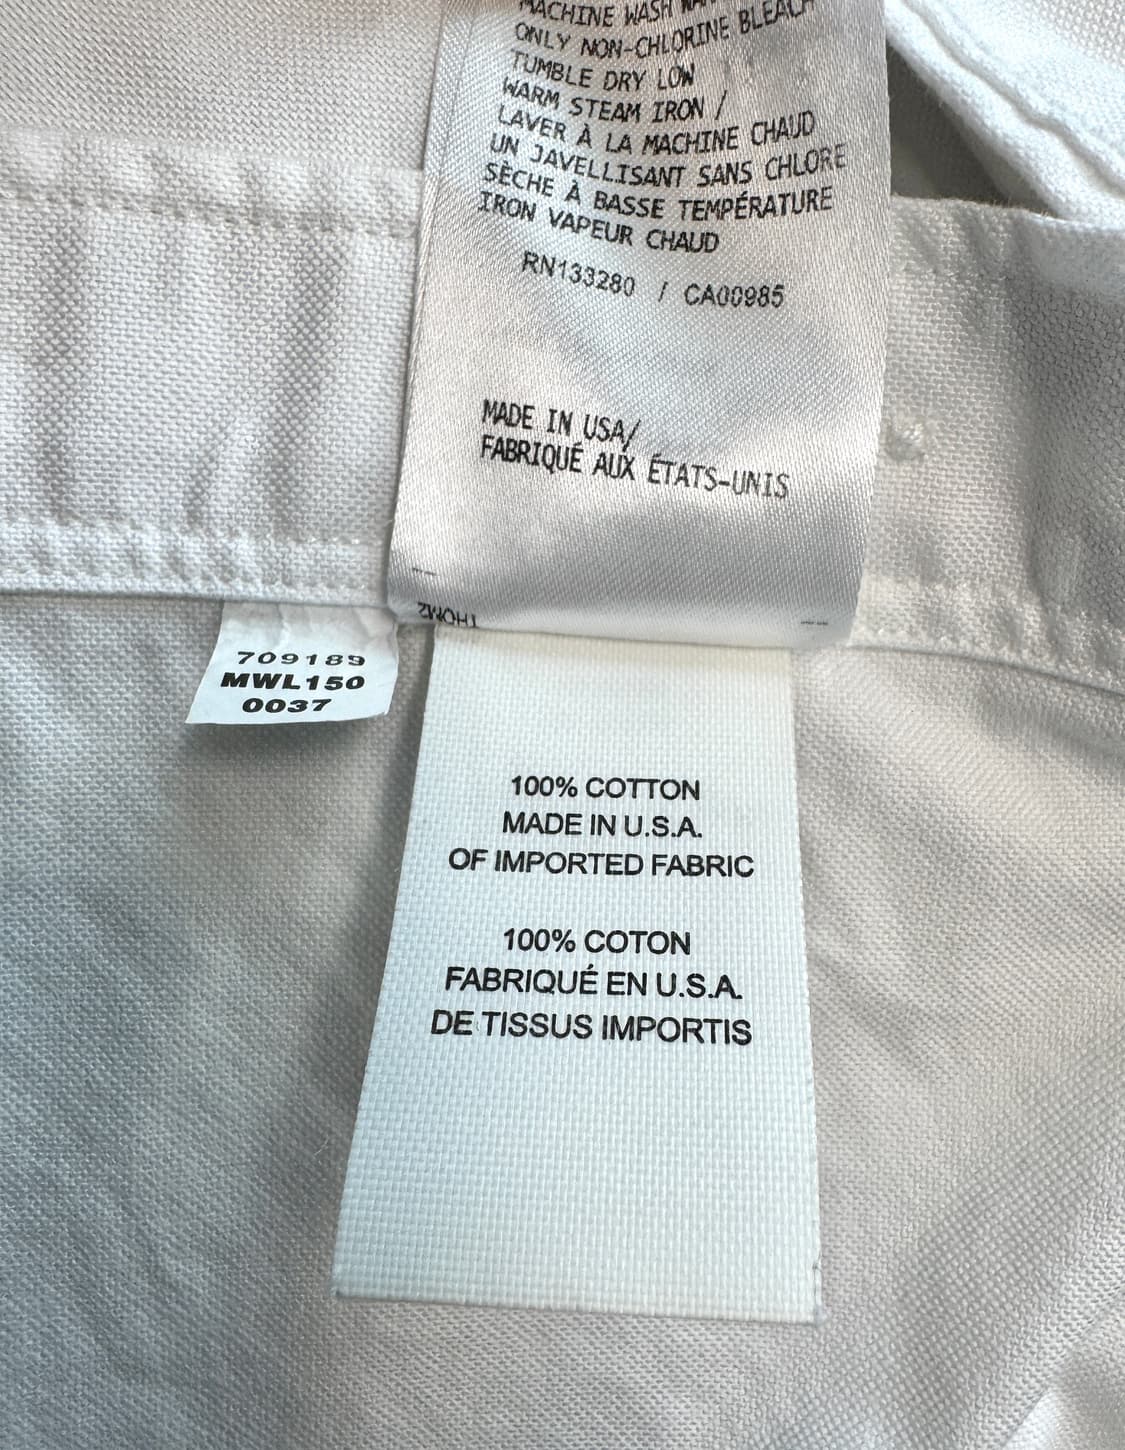 MACHINE WASH
ONLY NON-CHLORINE BLEACH
TUMBLE DRY LOW
WARM STEAM IRON /
LAVER À LA MACHINE CHAUD
UN JAVELLISANT SANS CHLORE
SÈCHE À BASSE TEMPÉRATURE
IRON VAPEUR CHAUD
RN133280 / CA00985
MADE IN USA/
FABRIQUÉ AUX ÉTATS-UNIS
709189
MWL150
0037
100% COTTON
MADE IN U.S.A.
OF IMPORTED FABRIC
100% COTON
FABRIQUÉ EN U.S.A.
DE TISSUS IMPORTIS